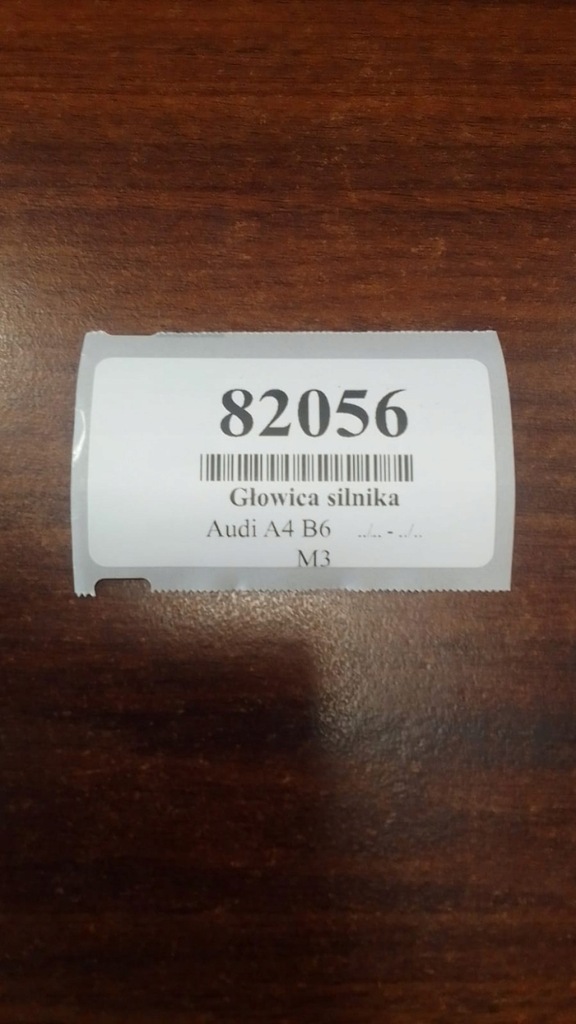 82056
Głowica silnika
Audi A4 B6 ../.. - ../..
M3